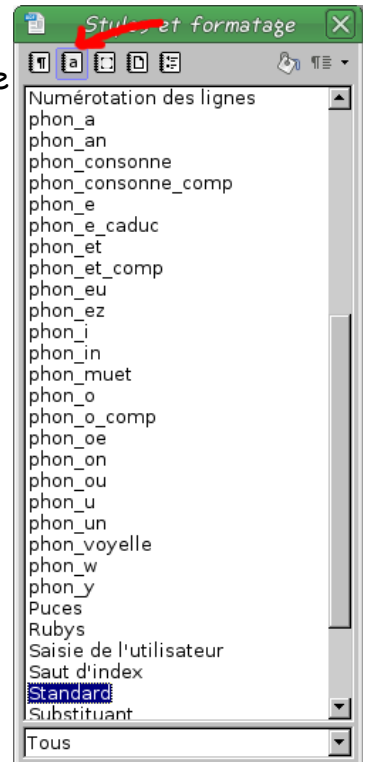 Styles et formatage
e
Numérotation des lignes
phon_a
phon_an
phon_consonne
phon_consonne_comp
phon_e
phon_e_caduc
phon_et
phon_et_comp
phon_eu
phon_ez
phon_i
phon_in
phon_muet
phon_o
phon_o_comp
phon_oe
phon_on
phon_ou
phon_u
phon_un
phon_voyelle
phon_w
phon_y
Puces
Rubys
Saisie de l'utilisateur
Saut d'index
Standard
Substituant
Tous